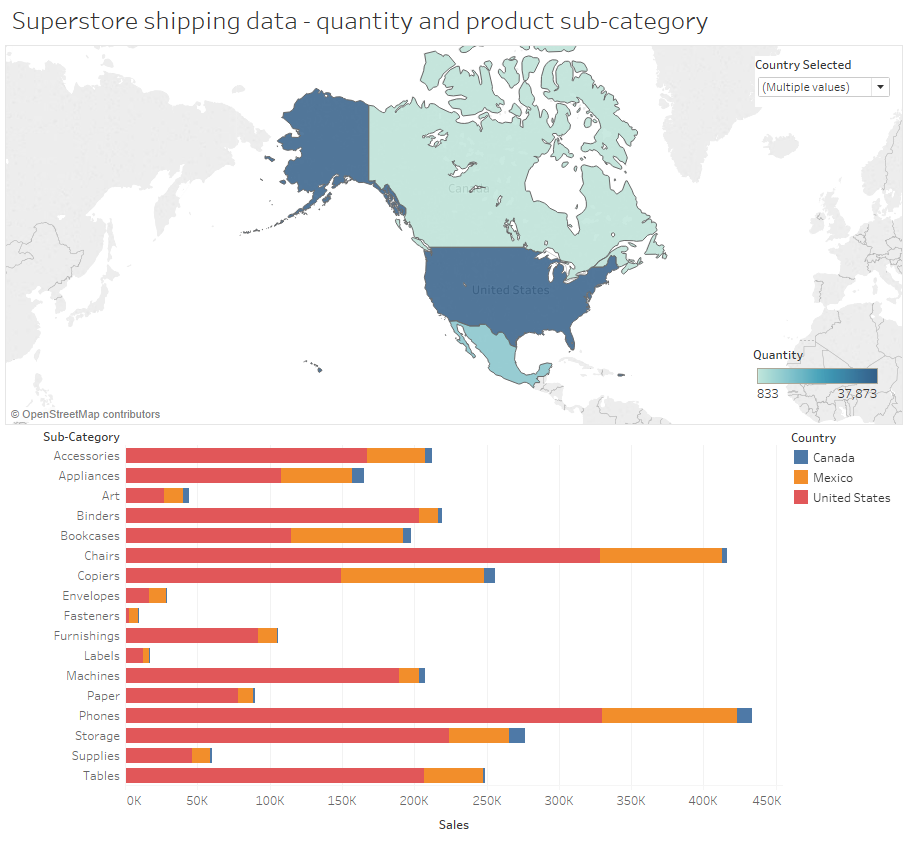 Superstore shipping data - quantity and product sub-category
Country Selected
(Multiple values)
Canada
United States
Quantity
833 37,873
© OpenStreetMap contributors
Sub-Category
Accessories
Appliances
Art
Binders
Bookcases
Chairs
Copiers
Envelopes
Fasteners
Furnishings
Labels
Machines
Paper
Phones
Storage
Supplies
Tables
0K 50K 100K 150K 200K 250K 300K 350K 400K 450K
Sales
Country
Canada
Mexico
United States